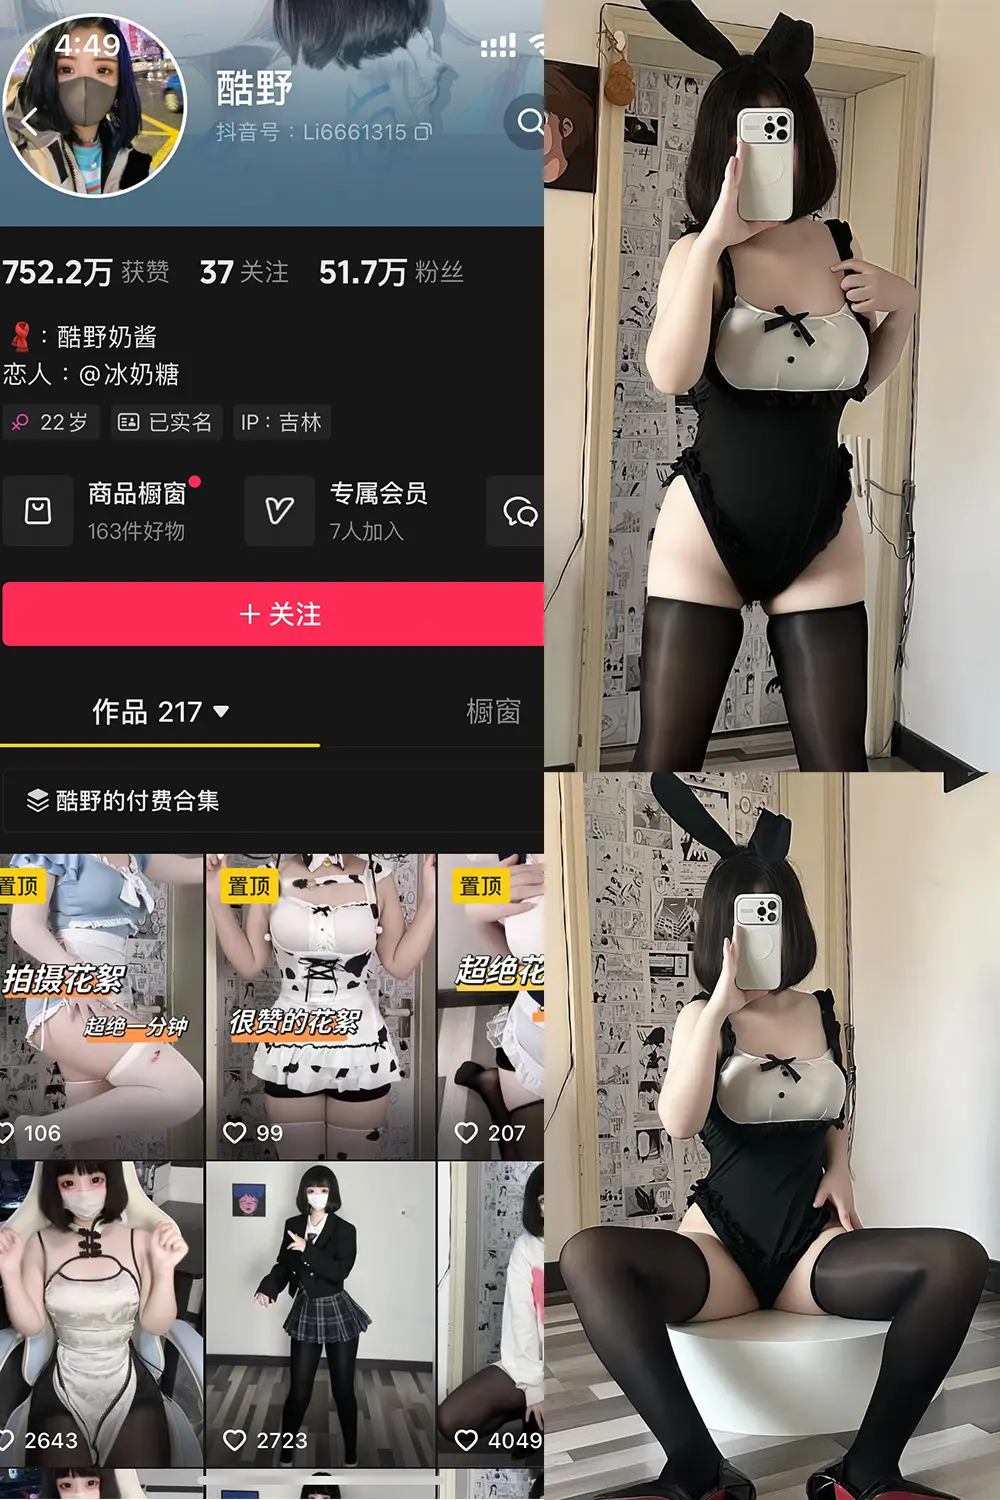 4:49
酷野
抖音号：Li6661315
752.2万 获赞 37 关注 51.7万 粉丝
：酷野奶酱
恋人：@冰奶糖
22岁 已实名 IP：吉林
商品橱窗 专属会员
163件好物 7人加入
+ 关注
作品 217 橱窗
酷野的付费合集
置顶 置顶 置顶
拍摄花絮 超绝一分钟
很赞的花絮
超绝花
106 99 207
2643 2723 4049